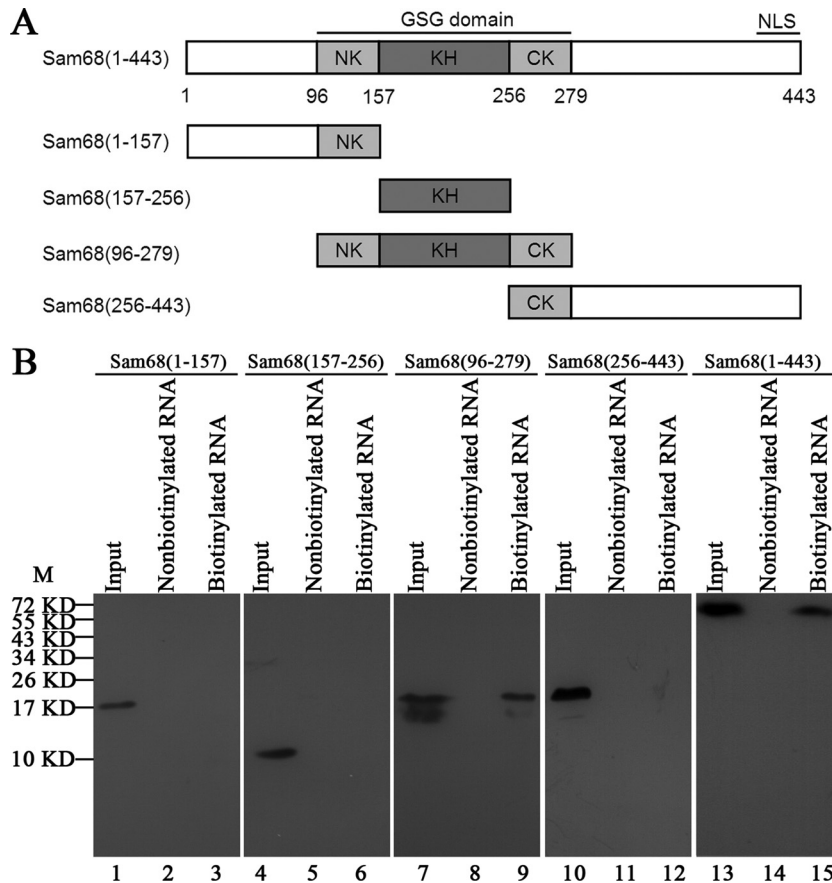 A
GSG domain
NLS
Sam68(1-443)
NK
KH
CK
1
96
157
256
279
443
Sam68(1-157)
NK
Sam68(157-256)
KH
Sam68(96-279)
NK
KH
CK
Sam68(256-443)
CK
B
Sam68(1-157)
Sam68(157-256)
Sam68(96-279)
Sam68(256-443)
Sam68(1-443)
Input
Nonbiotinylated RNA
Biotinylated RNA
Input
Nonbiotinylated RNA
Biotinylated RNA
Input
Nonbiotinylated RNA
Biotinylated RNA
Input
Nonbiotinylated RNA
Biotinylated RNA
Input
Nonbiotinylated RNA
Biotinylated RNA
M
72 KD
55 KD
43 KD
34 KD
26 KD
17 KD
10 KD
1 2 3 4 5 6 7 8 9 10 11 12 13 14 15